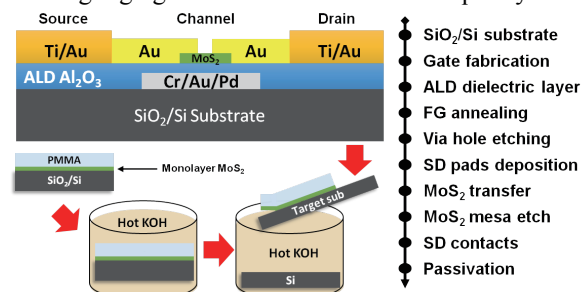 Source Channel Drain
Ti/Au Au Au Ti/Au
MoS₂
ALD Al₂O₃ Cr/Au/Pd
SiO₂/Si Substrate
PMMA
SiO₂/Si
Monolayer MoS₂
Hot KOH
Target sub
Hot KOH
Si
SiO₂/Si substrate
Gate fabrication
ALD dielectric layer
FG annealing
Via hole etching
SD pads deposition
MoS₂ transfer
MoS₂ mesa etch
SD contacts
Passivation